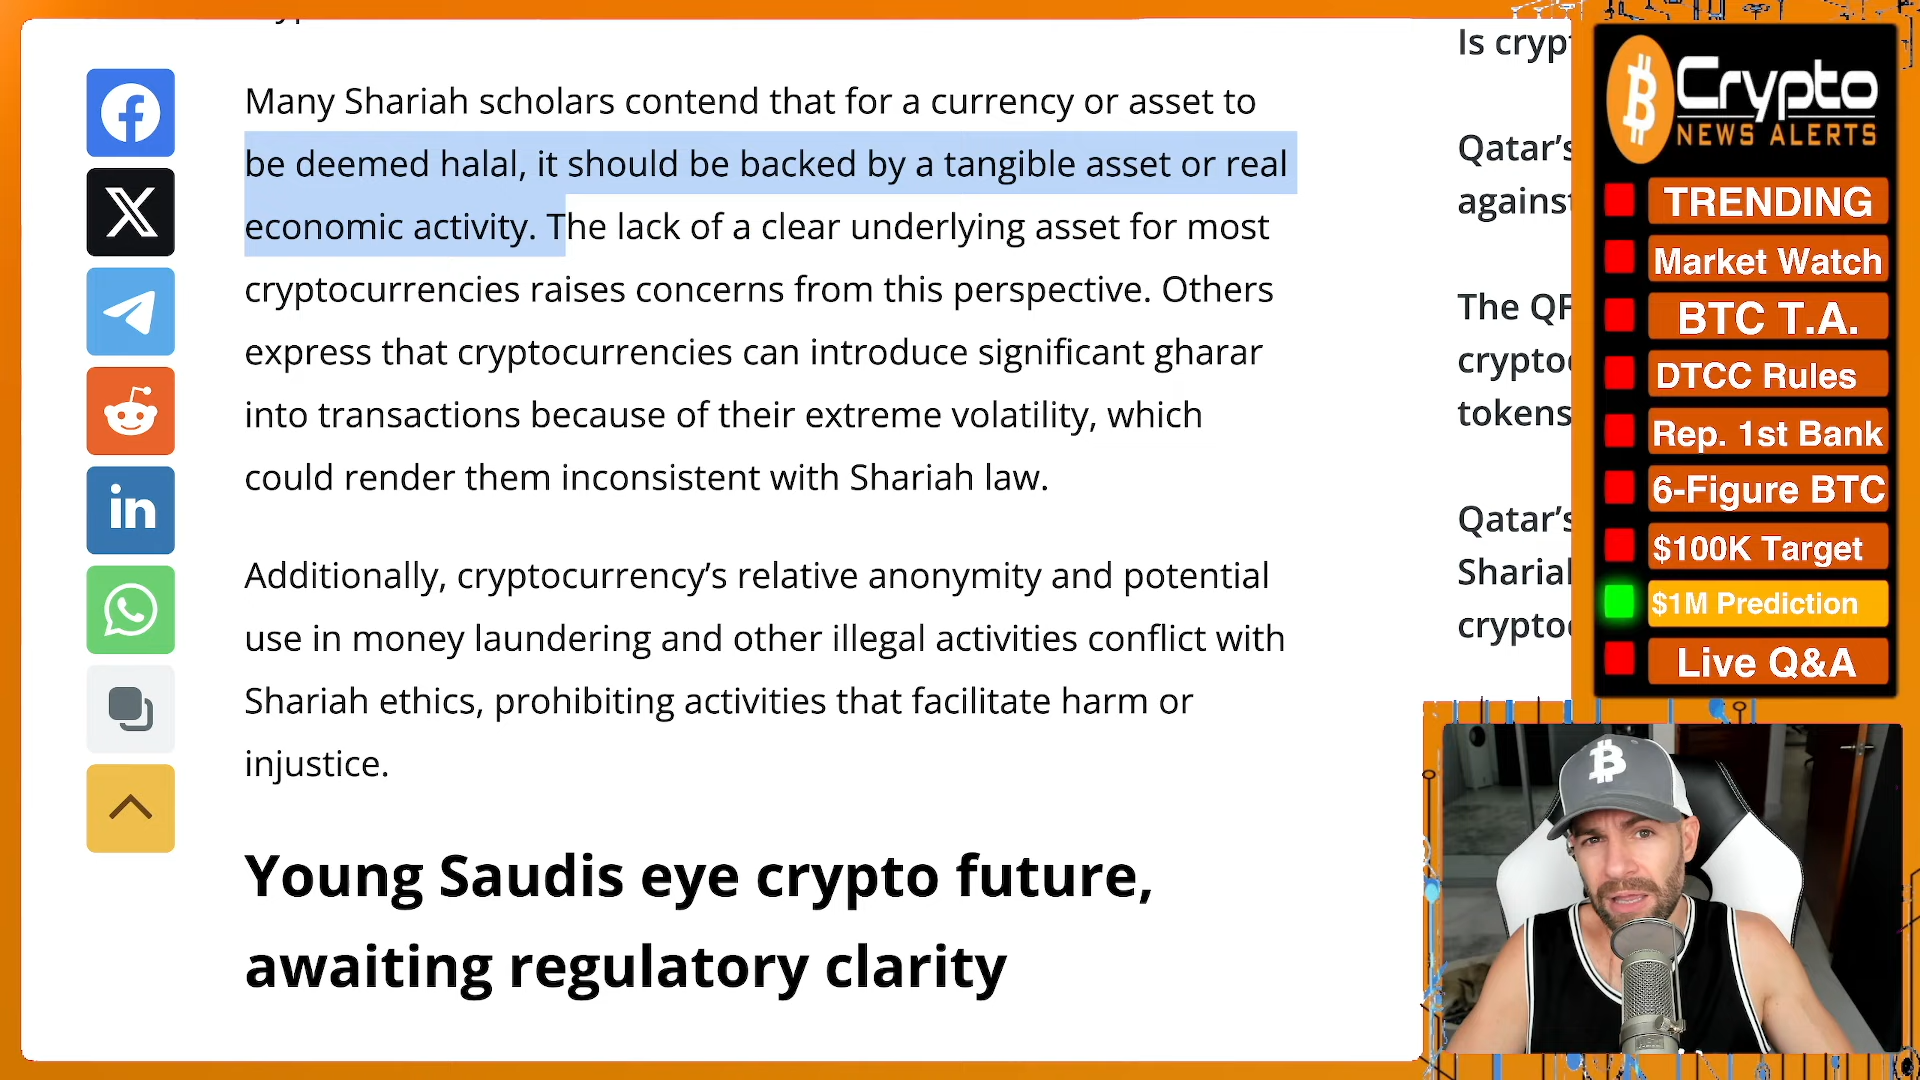 Many Shariah scholars contend that for a currency or asset to
be deemed halal, it should be backed by a tangible asset or real
economic activity. The lack of a clear underlying asset for most
cryptocurrencies raises concerns from this perspective. Others
express that cryptocurrencies can introduce significant gharar
into transactions because of their extreme volatility, which
could render them inconsistent with Shariah law.
Additionally, cryptocurrency’s relative anonymity and potential
use in money laundering and other illegal activities conflict with
Shariah ethics, prohibiting activities that facilitate harm or
injustice.
Young Saudis eye crypto future,
awaiting regulatory clarity
Is
Qatar’s
The
tokens
Qatar’s
Crypto
NEWS ALERTS
TRENDING
Market Watch
BTC T.A.
DTCC Rules
Rep. 1st Bank
6-Figure BTC
$100K Target
$1M Prediction
Live Q&A